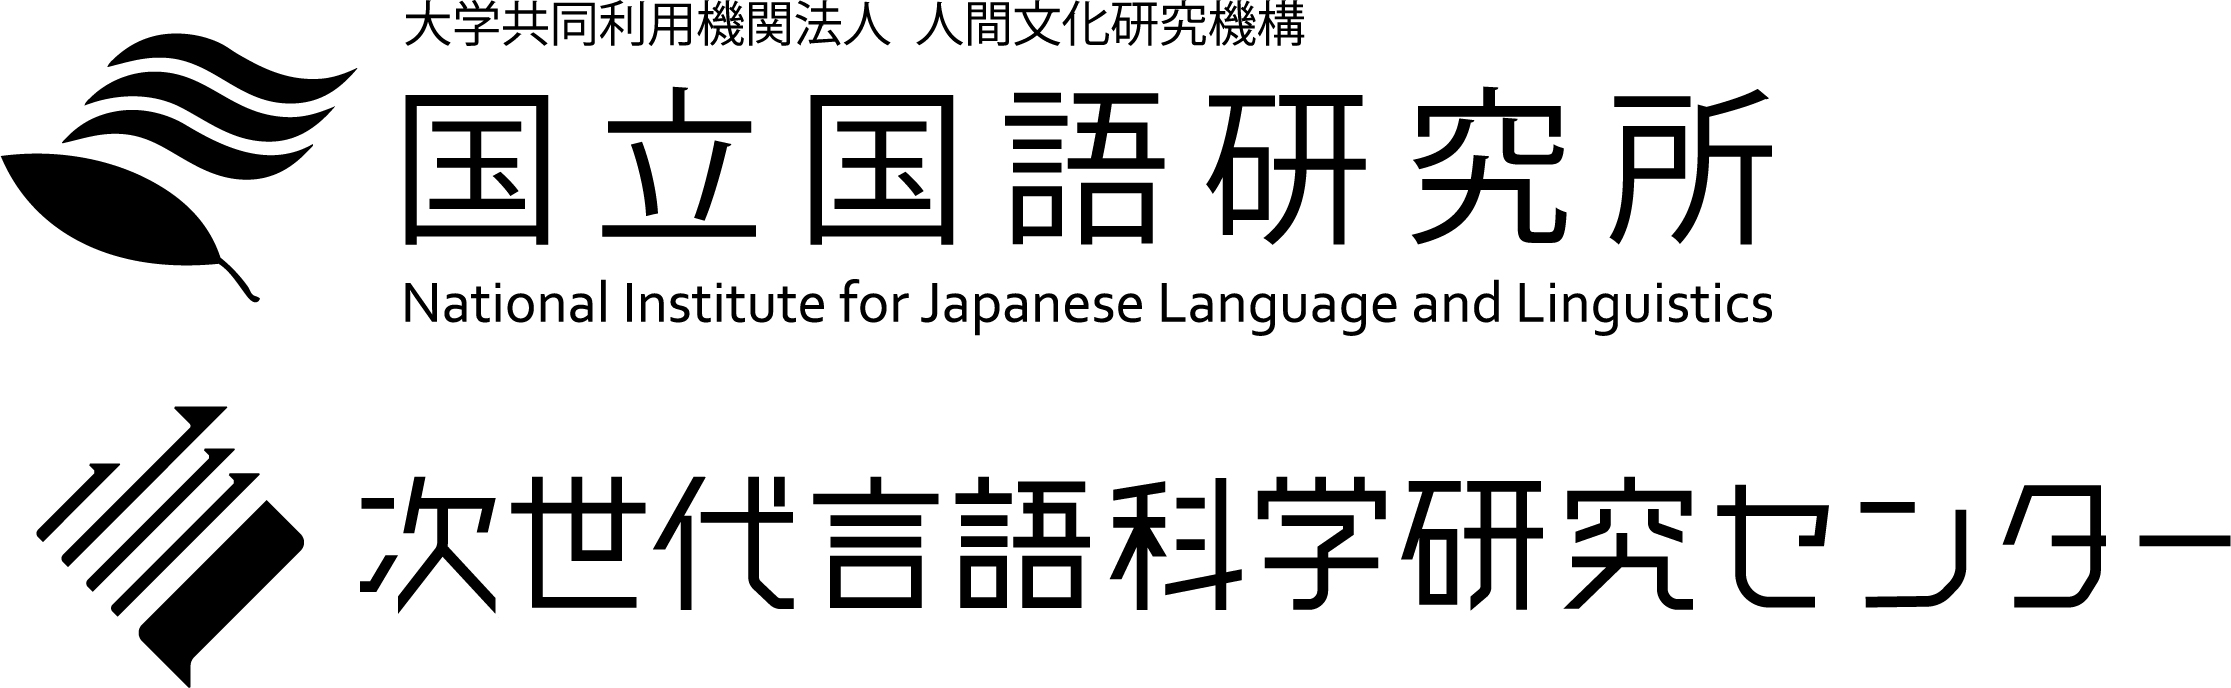 大学共同利用機関法人 人間文化研究機構
国立国語研究所
National Institute for Japanese Language and Linguistics
次世代言語科学研究センター